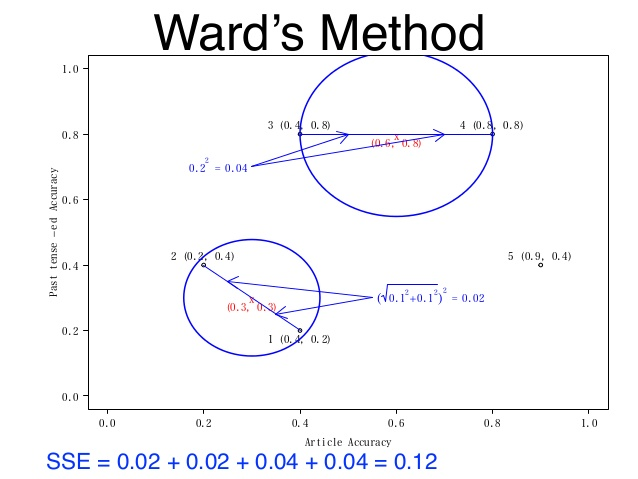 Ward's Method
1.0
3 (0.4, 0.8)
4 (0.8, 0.8)
0.8
x
(0.6, 0.8)
0.2² = 0.04
Past tense –ed Accuracy
0.6
2 (0.2, 0.4)
5 (0.9, 0.4)
0.4
x
(0.3, 0.3)
(√0.1²+0.1²)² = 0.02
0.2
1 (0.4, 0.2)
0.0
0.0 0.2 0.4 0.6 0.8 1.0
Article Accuracy
SSE = 0.02 + 0.02 + 0.04 + 0.04 = 0.12